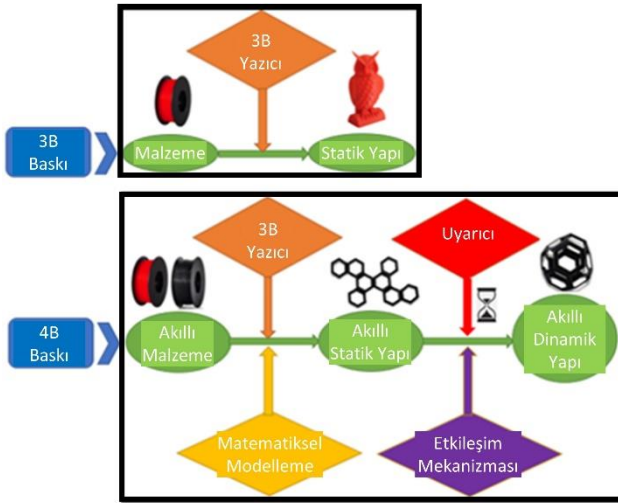 3B
Yazıcı
3B
Baskı
Malzeme
Statik Yapı
3B
Yazıcı
Uyarıcı
4B
Baskı
Akıllı
Malzeme
Akıllı
Statik Yapı
Akıllı
Dinamik
Yapı
Matematiksel
Modelleme
Etkileşim
Mekanizması